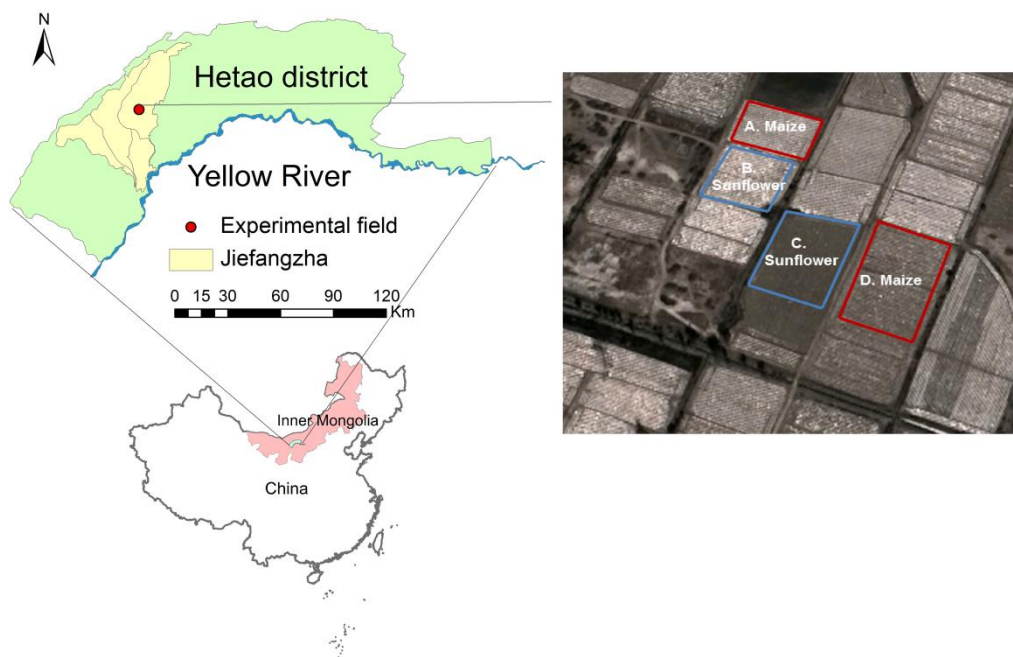 N
Hetao district
Yellow River
Experimental field
Jiefangzha
0 15 30 60 90 120
Km
Inner Mongolia
China
A. Maize
B.
Sunflower
C.
Sunflower
D. Maize